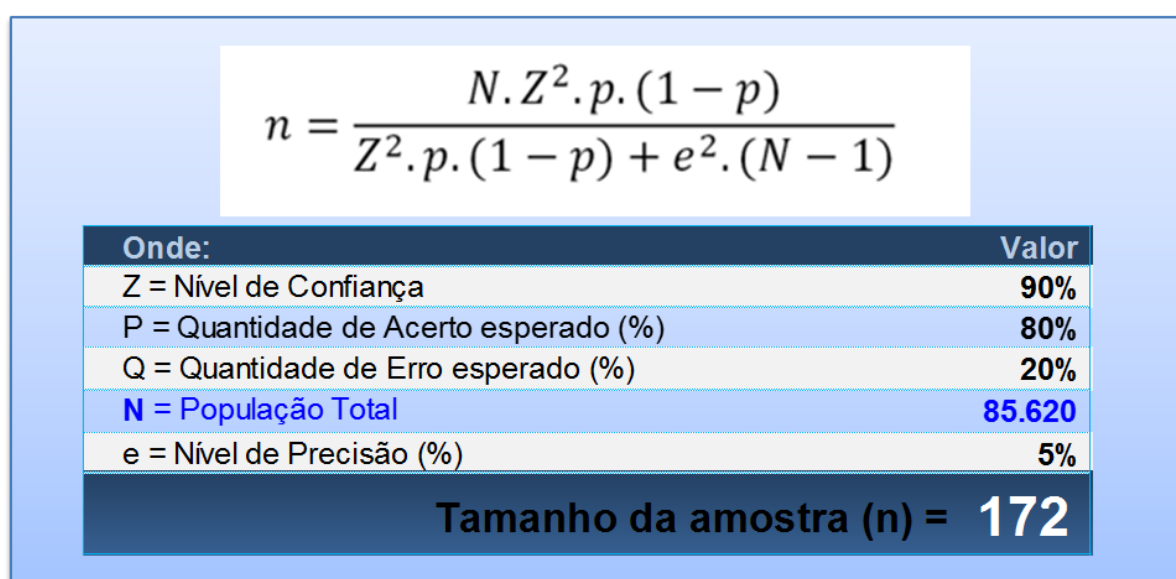 n = N.Z².p.(1 − p) / Z².p.(1 − p) + e².(N − 1)
Onde: Valor
Z = Nível de Confiança 90%
P = Quantidade de Acerto esperado (%) 80%
Q = Quantidade de Erro esperado (%) 20%
N = População Total 85.620
e = Nível de Precisão (%) 5%
Tamanho da amostra (n) = 172